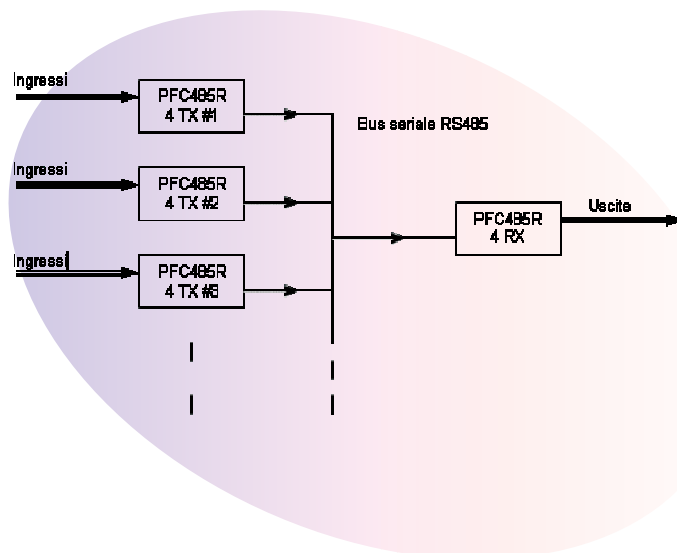 Ingressi
PFC485R
4 TX #1
Bus seriale RS485
Ingressi
PFC485R
4 TX #2
Uscite
PFC485R
4 RX
Ingressi
PFC485R
4 TX #3